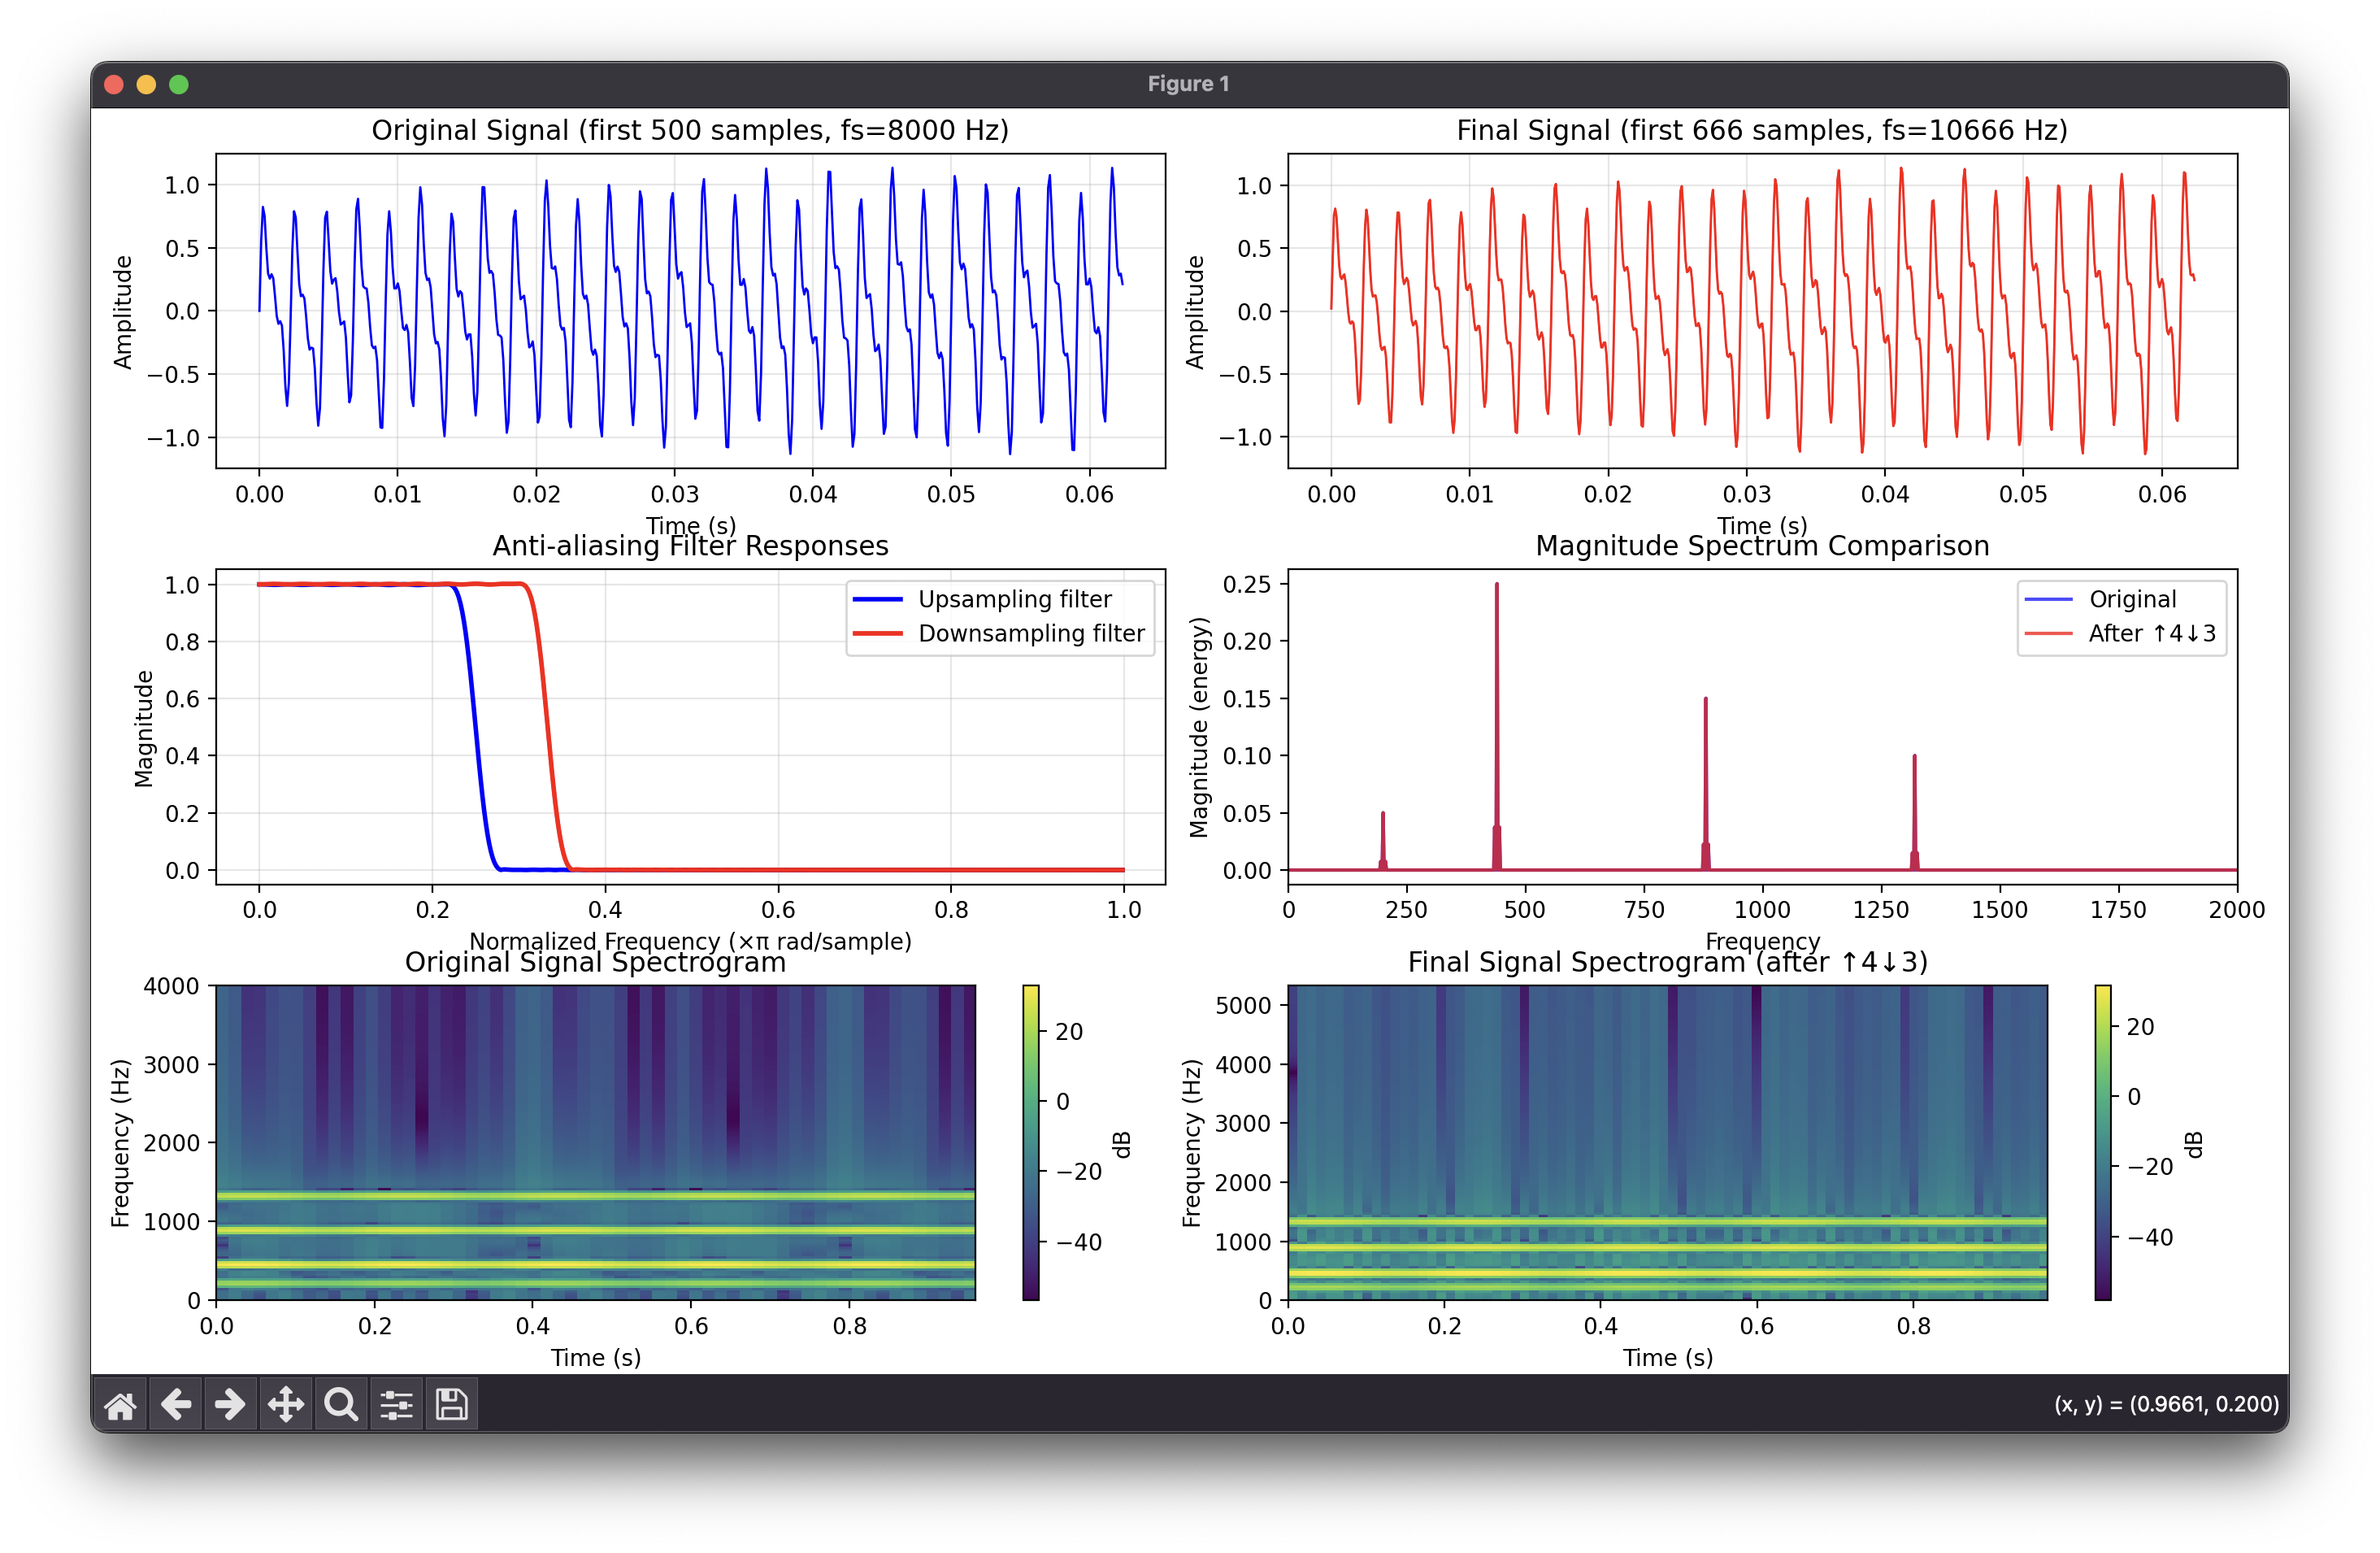 Figure 1
Original Signal (first 500 samples, fs=8000 Hz)
Amplitude
1.0
0.5
0.0
−0.5
−1.0
0.00 0.01 0.02 0.03 0.04 0.05 0.06
Time (s)
Final Signal (first 666 samples, fs=10666 Hz)
Amplitude
1.0
0.5
0.0
−0.5
−1.0
0.00 0.01 0.02 0.03 0.04 0.05 0.06
Time (s)
Anti-aliasing Filter Responses
Magnitude
1.0
0.8
0.6
0.4
0.2
0.0
Upsampling filter
Downsampling filter
0.0 0.2 0.4 0.6 0.8 1.0
Normalized Frequency (×π rad/sample)
Magnitude Spectrum Comparison
Magnitude (energy)
0.25
0.20
0.15
0.10
0.05
0.00
Original
After ↑4↓3
0 250 500 750 1000 1250 1500 1750 2000
Frequency
Original Signal Spectrogram
Frequency (Hz)
4000
3000
2000
1000
0
0.0 0.2 0.4 0.6 0.8
Time (s)
20
0
−20
−40
dB
Final Signal Spectrogram (after ↑4↓3)
Frequency (Hz)
5000
4000
3000
2000
1000
0
0.0 0.2 0.4 0.6 0.8
Time (s)
20
0
−20
−40
dB
(x, y) = (0.9661, 0.200)